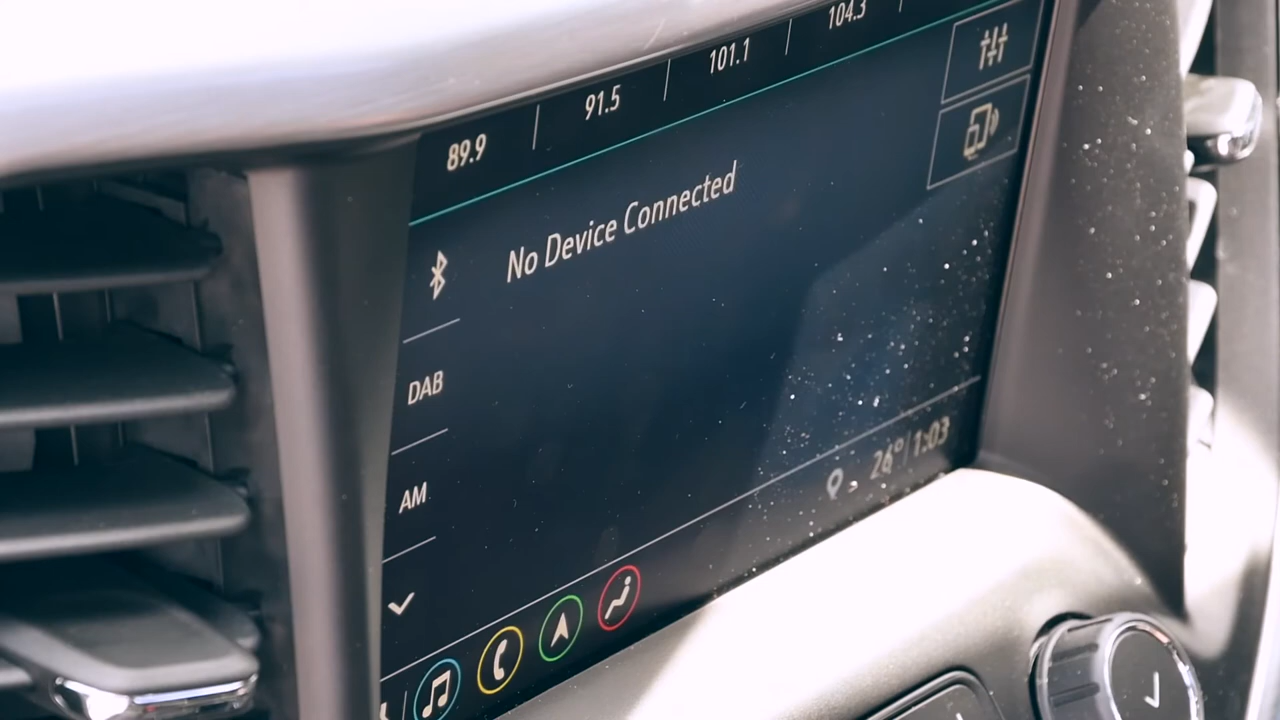 89.9 | 91.5 | 101.1 | 104.3
No Device Connected
DAB
AM
26° 1:03